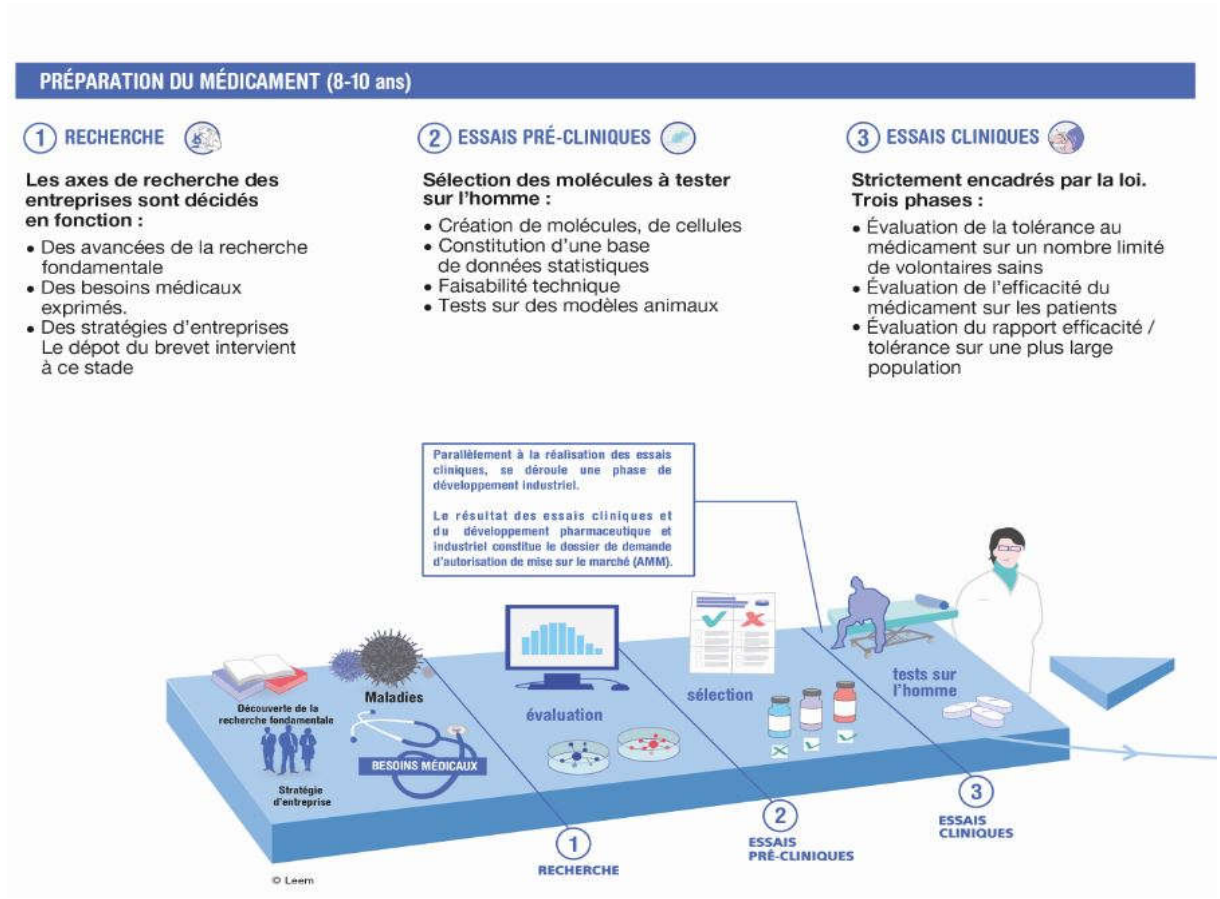 PRÉPARATION DU MÉDICAMENT (8-10 ans)
1 RECHERCHE
Les axes de recherche des
entreprises sont décidés
en fonction :
• Des avancées de la recherche
fondamentale
• Des besoins médicaux
exprimés.
• Des stratégies d'entreprises
Le dépot du brevet intervient
à ce stade
2 ESSAIS PRÉ-CLINIQUES
Sélection des molécules à tester
sur l'homme :
• Création de molécules, de cellules
• Constitution d'une base
de données statistiques
• Faisabilité technique
• Tests sur des modèles animaux
3 ESSAIS CLINIQUES
Strictement encadrés par la loi.
Trois phases :
• Évaluation de la tolérance au
médicament sur un nombre limité
de volontaires sains
• Évaluation de l'efficacité du
médicament sur les patients
• Évaluation du rapport efficacité /
tolérance sur une plus large
population
Parallèlement à la réalisation des essais
cliniques, se déroule une phase de
développement industriel.
Le résultat des essais cliniques et
du développement pharmaceutique et
industriel constitue le dossier de demande
d'autorisation de mise sur le marché (AMM).
Découverte de la
recherche fondamentale
Maladies
Stratégie
d'entreprise
BESOINS MÉDICAUX
évaluation
sélection
tests sur
l'homme
1
RECHERCHE
2
ESSAIS
PRÉ-CLINIQUES
3
ESSAIS
CLINIQUES
© Leem